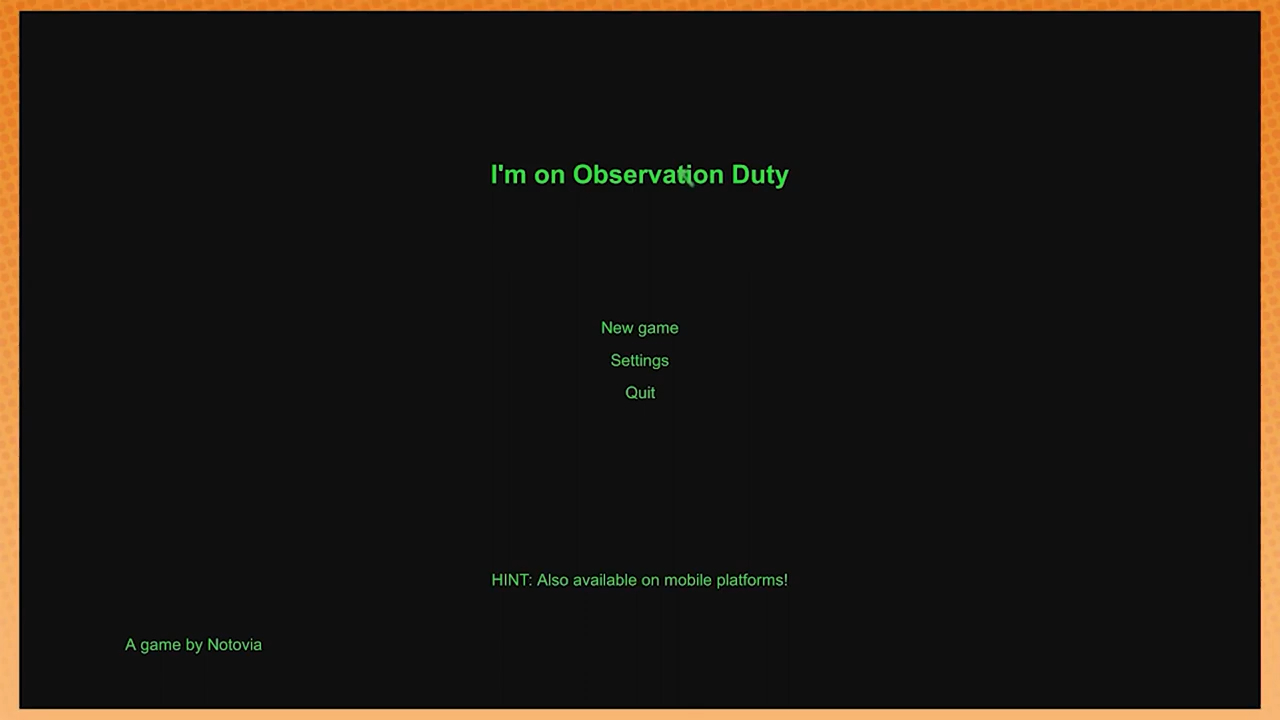 I'm on Observation Duty
New game
Settings
Quit
HINT: Also available on mobile platforms!
A game by Notovia